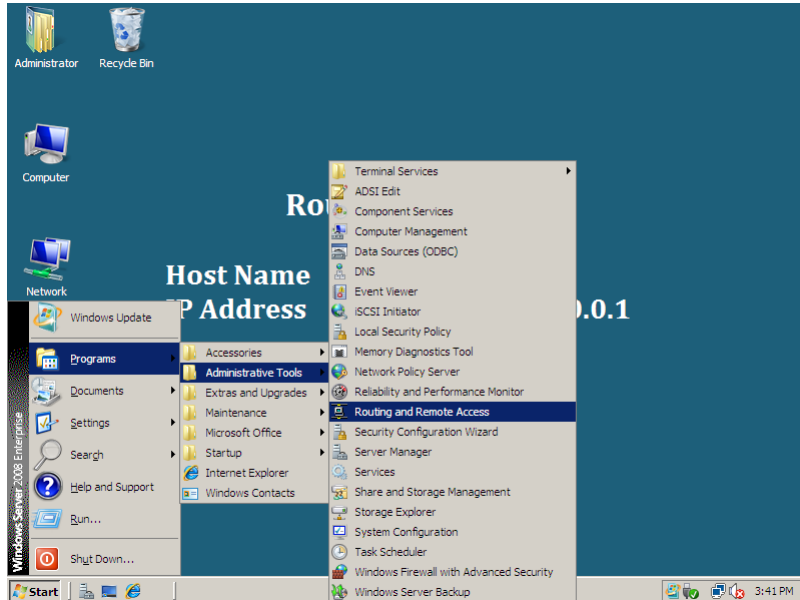 Administrator
Recycle Bin
Computer
Network
Rou
Host Name
IP Address
0.0.1
Windows Server 2008 Enterprise
Windows Update
Programs
Documents
Settings
Search
Help and Support
Run...
Shut Down...
Accessories
Administrative Tools
Extras and Upgrades
Maintenance
Microsoft Office
Startup
Internet Explorer
Windows Contacts
Terminal Services
ADSI Edit
Component Services
Computer Management
Data Sources (ODBC)
DNS
Event Viewer
iSCSI Initiator
Local Security Policy
Memory Diagnostics Tool
Network Policy Server
Reliability and Performance Monitor
Routing and Remote Access
Security Configuration Wizard
Server Manager
Services
Share and Storage Management
Storage Explorer
System Configuration
Task Scheduler
Windows Firewall with Advanced Security
Windows Server Backup
Start
3:41 PM